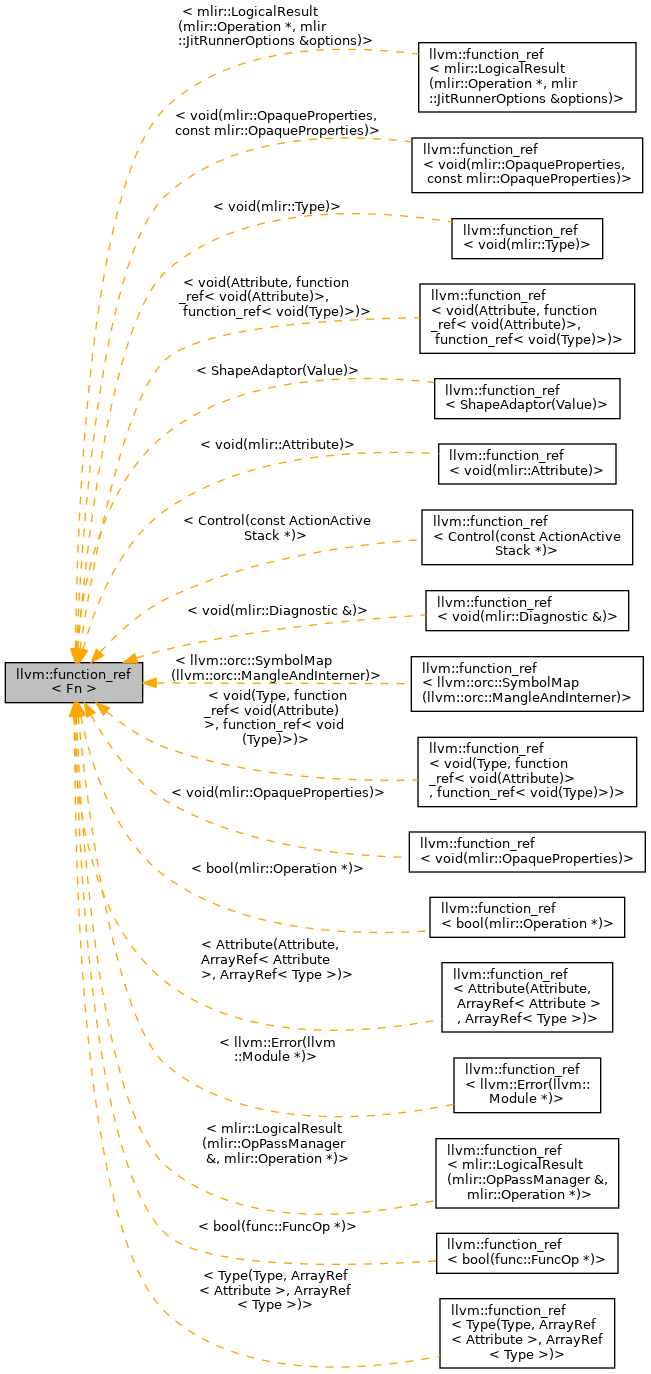 < mlir::LogicalResult
(mlir::Operation *, mlir
::JitRunnerOptions &options)>
llvm::function_ref
< mlir::LogicalResult
(mlir::Operation *, mlir
::JitRunnerOptions &options)>
< void(mlir::OpaqueProperties,
const mlir::OpaqueProperties)>
llvm::function_ref
< void(mlir::OpaqueProperties,
const mlir::OpaqueProperties)>
< void(mlir::Type)>
llvm::function_ref
< void(mlir::Type)>
< void(Attribute, function
_ref< void(Attribute)>,
function_ref< void(Type)>)>
llvm::function_ref
< void(Attribute, function
_ref< void(Attribute)>,
function_ref< void(Type)>)>
< ShapeAdaptor(Value)>
llvm::function_ref
< ShapeAdaptor(Value)>
< void(mlir::Attribute)>
llvm::function_ref
< void(mlir::Attribute)>
< Control(const ActionActive
Stack *)>
llvm::function_ref
< Control(const ActionActive
Stack *)>
< void(mlir::Diagnostic &)>
llvm::function_ref
< void(mlir::Diagnostic &)>
llvm::function_ref
< Fn >
< llvm::orc::SymbolMap
(llvm::orc::MangleAndInterner)>
llvm::function_ref
< llvm::orc::SymbolMap
(llvm::orc::MangleAndInterner)>
< void(Type, function
_ref< void(Attribute)
>, function_ref< void
(Type)>)>
llvm::function_ref
< void(Type, function
_ref< void(Attribute)>
, function_ref< void(Type)>)>
< void(mlir::OpaqueProperties)>
llvm::function_ref
< void(mlir::OpaqueProperties)>
< bool(mlir::Operation *)>
llvm::function_ref
< bool(mlir::Operation *)>
< Attribute(Attribute,
ArrayRef< Attribute
>, ArrayRef< Type >)>
llvm::function_ref
< Attribute(Attribute,
ArrayRef< Attribute >
, ArrayRef< Type >)>
< llvm::Error(llvm
::Module *)>
llvm::function_ref
< llvm::Error(llvm::
Module *)>
< mlir::LogicalResult
(mlir::OpPassManager
&, mlir::Operation *)>
llvm::function_ref
< mlir::LogicalResult
(mlir::OpPassManager &,
mlir::Operation *)>
< bool(func::FuncOp *)>
llvm::function_ref
< bool(func::FuncOp *)>
< Type(Type, ArrayRef
< Attribute >, ArrayRef
< Type >)>
llvm::function_ref
< Type(Type, ArrayRef
< Attribute >, ArrayRef
< Type >)>